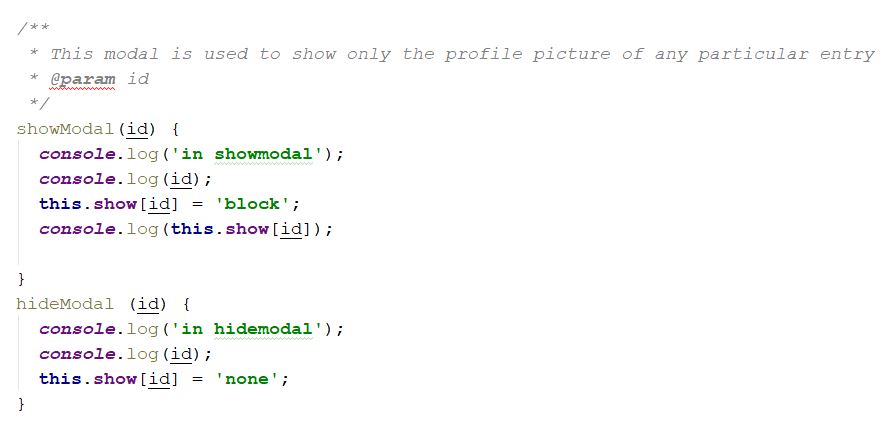 /**
 * This modal is used to show only the profile picture of any particular entry
 * @param id
 */
showModal(id) {
  console.log('in showmodal');
  console.log(id);
  this.show[id] = 'block';
  console.log(this.show[id]);
}
hideModal (id) {
  console.log('in hidemodal');
  console.log(id);
  this.show[id] = 'none';
}